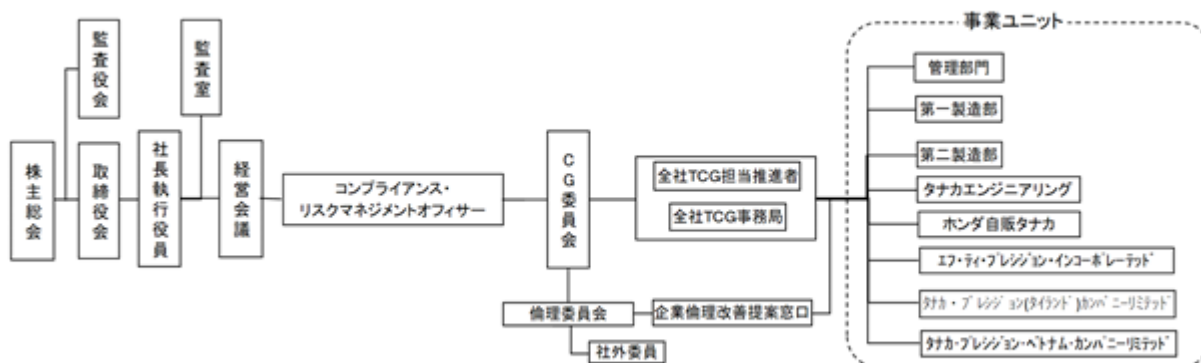 事業ユニット
監査役会
監査室
株主総会
取締役会
社長執行役員
経営会議
コンプライアンス・
リスクマネジメントオフィサー
CG委員会
全社TCG担当推進者
全社TCG事務局
倫理委員会
企業倫理改善提案窓口
社外委員
管理部門
第一製造部
第二製造部
タナカエンジニアリング
ホンダ自販タナカ
エフ・ティ・プレシジョン・インコーポレーテッド
タナカ・プレシジョン(タイランド)カンパニーリミテッド
タナカ・プレシジョン・ベトナム・カンパニーリミテッド